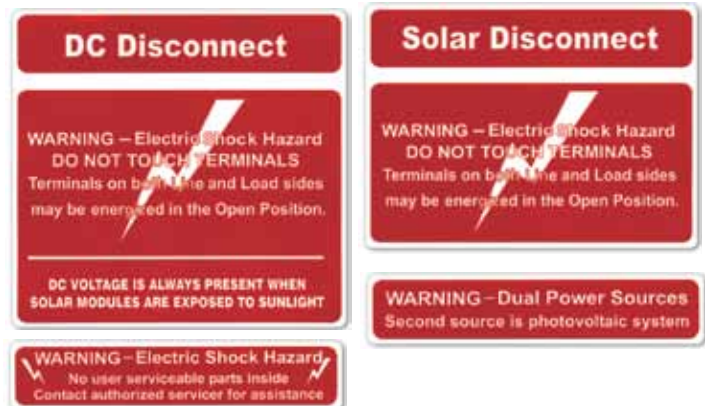 DC Disconnect
WARNING – Electric Shock Hazard
DO NOT TOUCH TERMINALS
Terminals on both Line and Load sides
may be energized in the Open Position.
DC VOLTAGE IS ALWAYS PRESENT WHEN
SOLAR MODULES ARE EXPOSED TO SUNLIGHT
WARNING – Electric Shock Hazard
No user serviceable parts inside
Contact authorized servicer for assistance
Solar Disconnect
WARNING – Electric Shock Hazard
DO NOT TOUCH TERMINALS
Terminals on both Line and Load sides
may be energized in the Open Position.
WARNING – Dual Power Sources
Second source is photovoltaic system